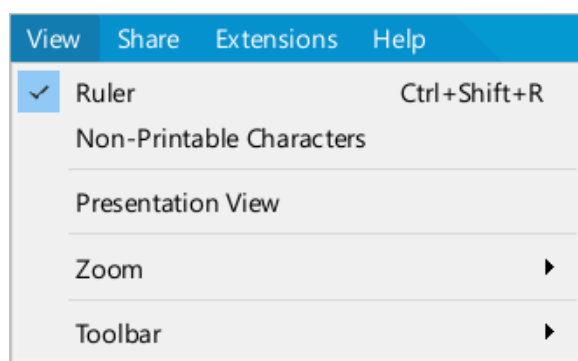 View Share Extensions Help
Ruler Ctrl+Shift+R
Non-Printable Characters
Presentation View
Zoom
Toolbar